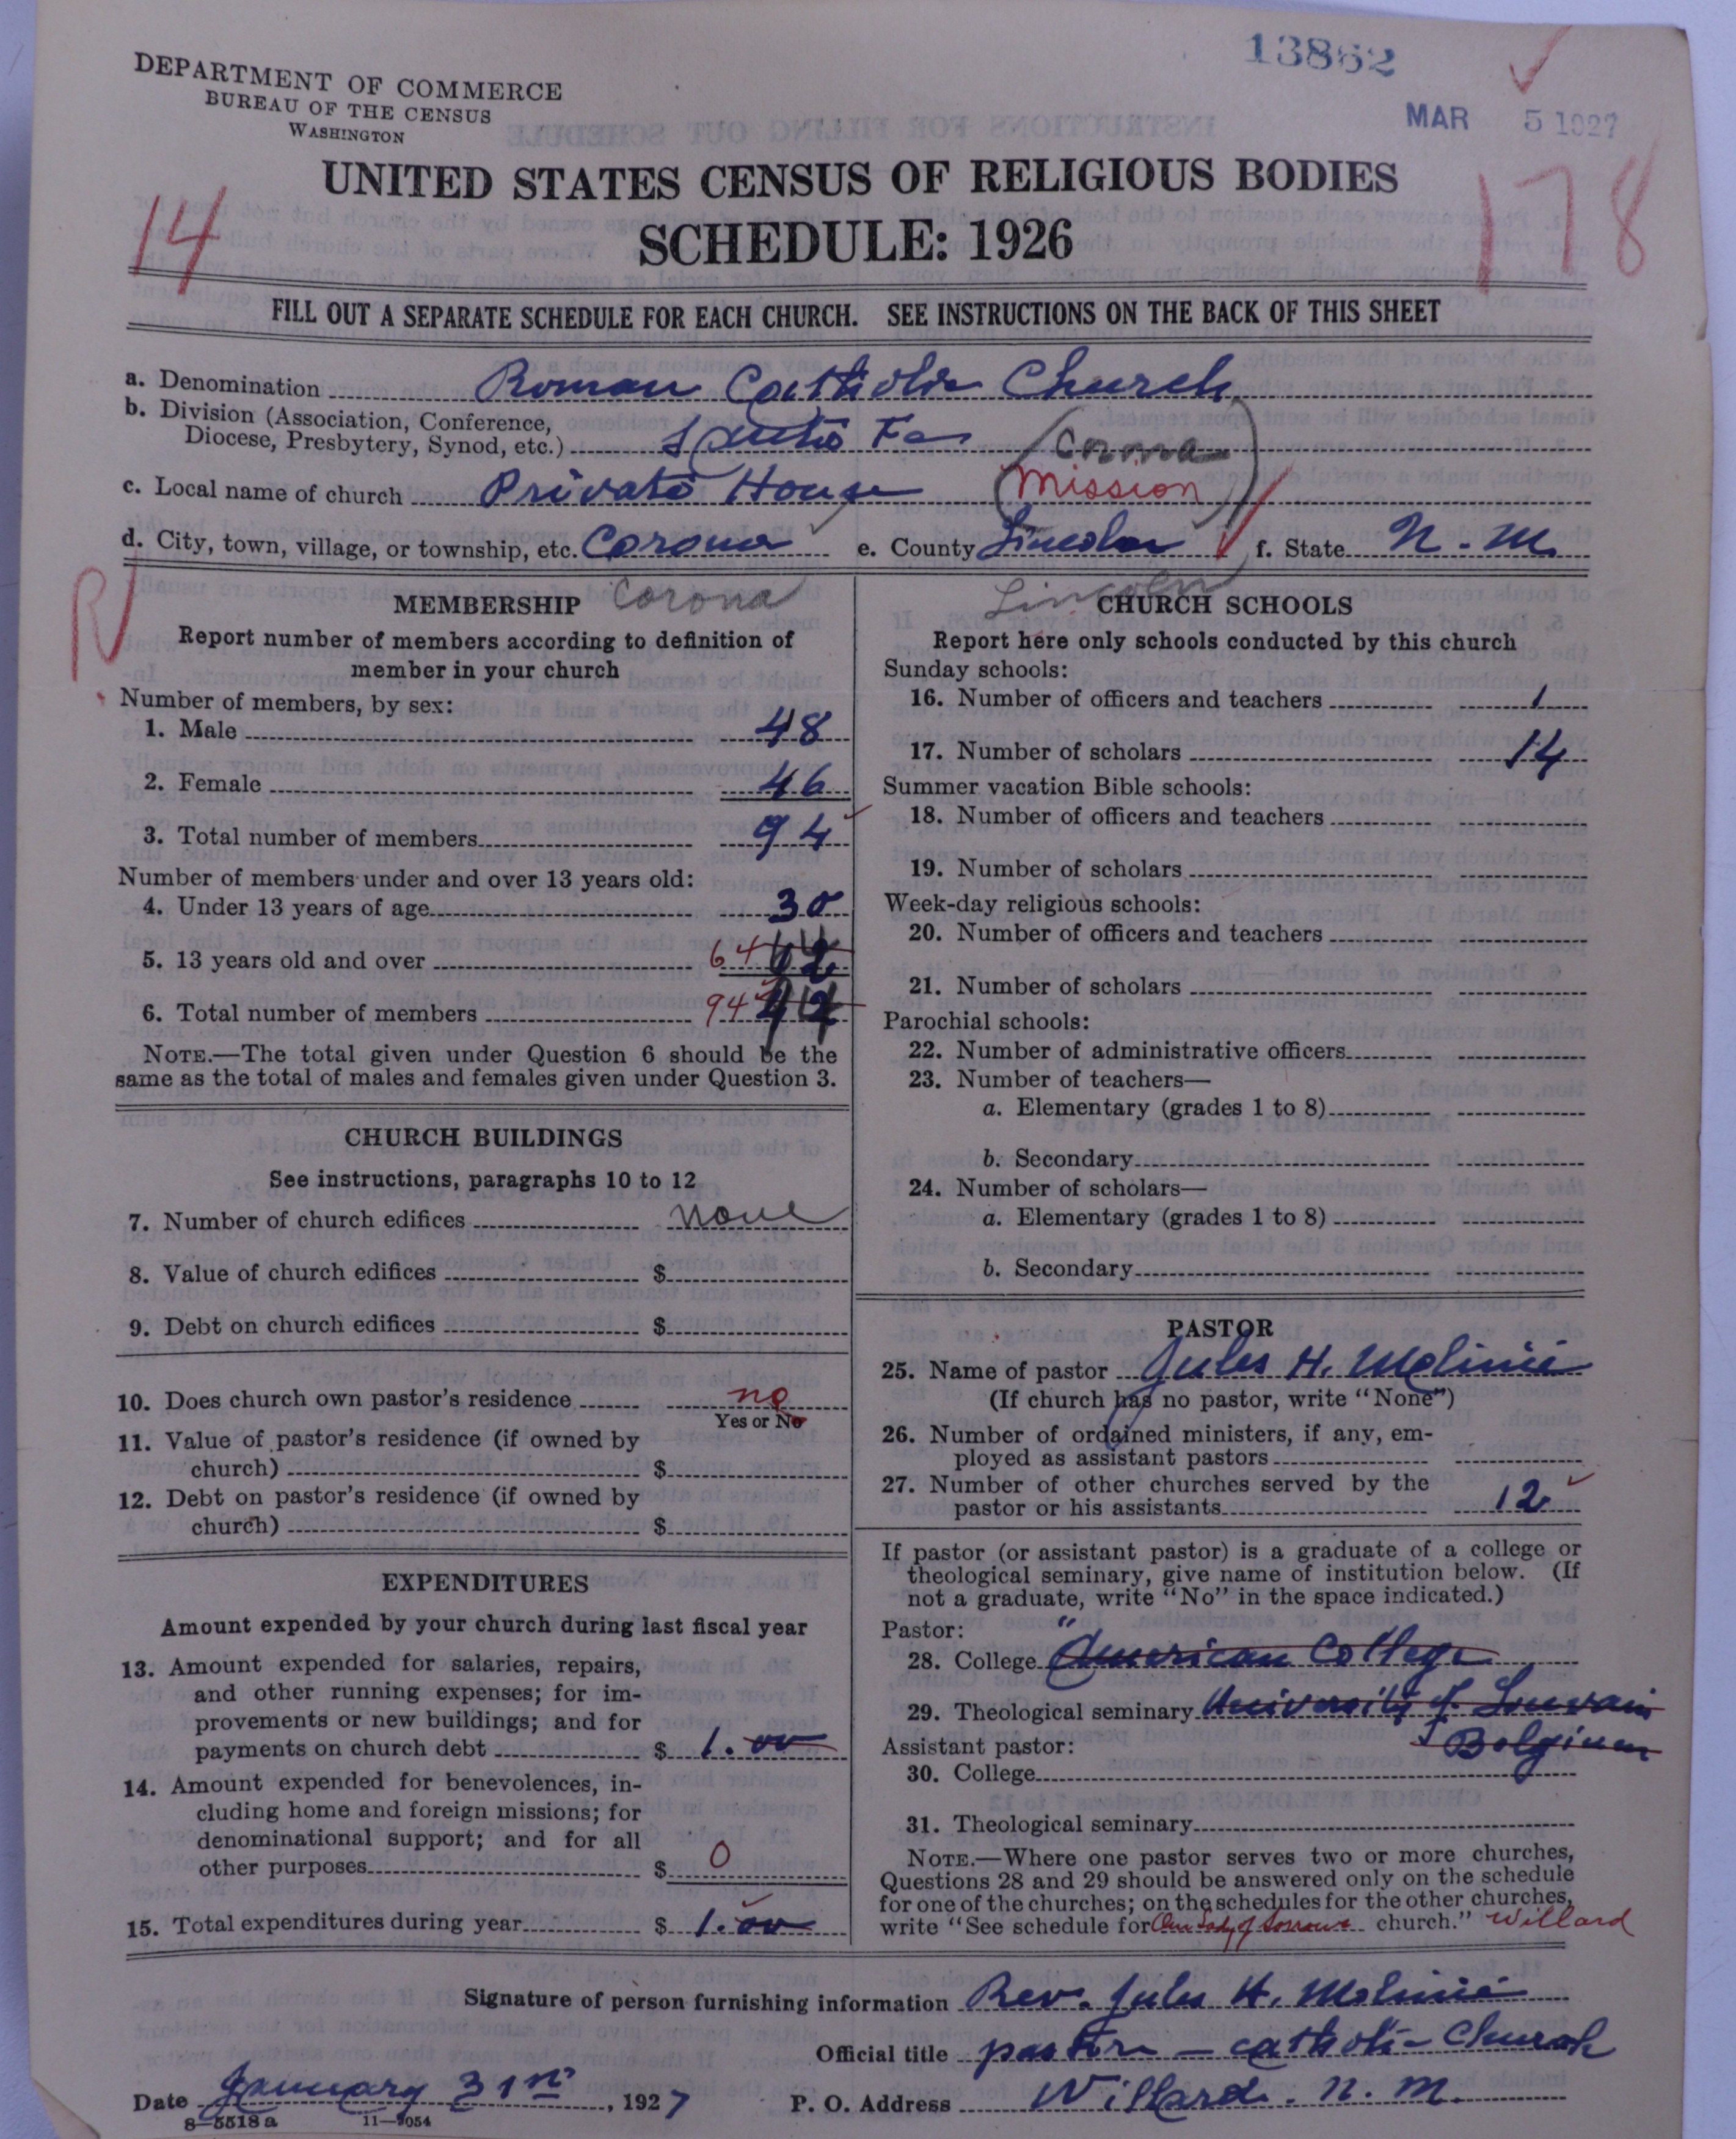 13862
MAR 5 1927
DEPARTMENT OF COMMERCE
BUREAU OF THE CENSUS
WASHINGTON
UNITED STATES CENSUS OF RELIGIOUS BODIES
SCHEDULE: 1926
14
178
FILL OUT A SEPARATE SCHEDULE FOR EACH CHURCH. SEE INSTRUCTIONS ON THE BACK OF THIS SHEET
a. Denomination Roman Catholic Church
b. Division (Association, Conference,
Diocese, Presbytery, Synod, etc.) Santa Fe (Corona
c. Local name of church Private House Mission)
d. City, town, village, or township, etc. Corona e. County Lincoln f. State N. M.
R
MEMBERSHIP Corona
Report number of members according to definition of
member in your church
Number of members, by sex:
1. Male 48
2. Female 46
3. Total number of members 94
Number of members under and over 13 years old:
4. Under 13 years of age 30
5. 13 years old and over 64
6. Total number of members 94
NOTE.—The total given under Question 6 should be the
same as the total of males and females given under Question 3.
CHURCH BUILDINGS
See instructions, paragraphs 10 to 12
7. Number of church edifices none
8. Value of church edifices $
9. Debt on church edifices $
10. Does church own pastor's residence no
Yes or No
11. Value of pastor's residence (if owned by
church) $
12. Debt on pastor's residence (if owned by
church) $
EXPENDITURES
Amount expended by your church during last fiscal year
13. Amount expended for salaries, repairs,
and other running expenses; for im-
provements or new buildings; and for
payments on church debt $ 1.00
14. Amount expended for benevolences, in-
cluding home and foreign missions; for
denominational support; and for all
other purposes $ 0
15. Total expenditures during year $ 1.00
Lincoln
CHURCH SCHOOLS
Report here only schools conducted by this church
Sunday schools:
16. Number of officers and teachers 1
17. Number of scholars 14
Summer vacation Bible schools:
18. Number of officers and teachers
19. Number of scholars
Week-day religious schools:
20. Number of officers and teachers
21. Number of scholars
Parochial schools:
22. Number of administrative officers
23. Number of teachers—
a. Elementary (grades 1 to 8)
b. Secondary
24. Number of scholars—
a. Elementary (grades 1 to 8)
b. Secondary
PASTOR
25. Name of pastor Jules H. Molinié
(If church has no pastor, write "None")
26. Number of ordained ministers, if any, em-
ployed as assistant pastors
27. Number of other churches served by the
pastor or his assistants 12
If pastor (or assistant pastor) is a graduate of a college or
theological seminary, give name of institution below. (If
not a graduate, write "No" in the space indicated.)
Pastor:
28. College "American College
29. Theological seminary University of Louvain
Assistant pastor: Belgium
30. College
31. Theological seminary
NOTE.—Where one pastor serves two or more churches,
Questions 28 and 29 should be answered only on the schedule
for one of the churches; on the schedules for the other churches,
write "See schedule for Our Lady of Sorrows church." Willard
Signature of person furnishing information Rev. Jules H. Molinié
Official title pastor – catholic Church
Date January 31st, 1927 P. O. Address Willard. N. M.
8—5518a 11—9054